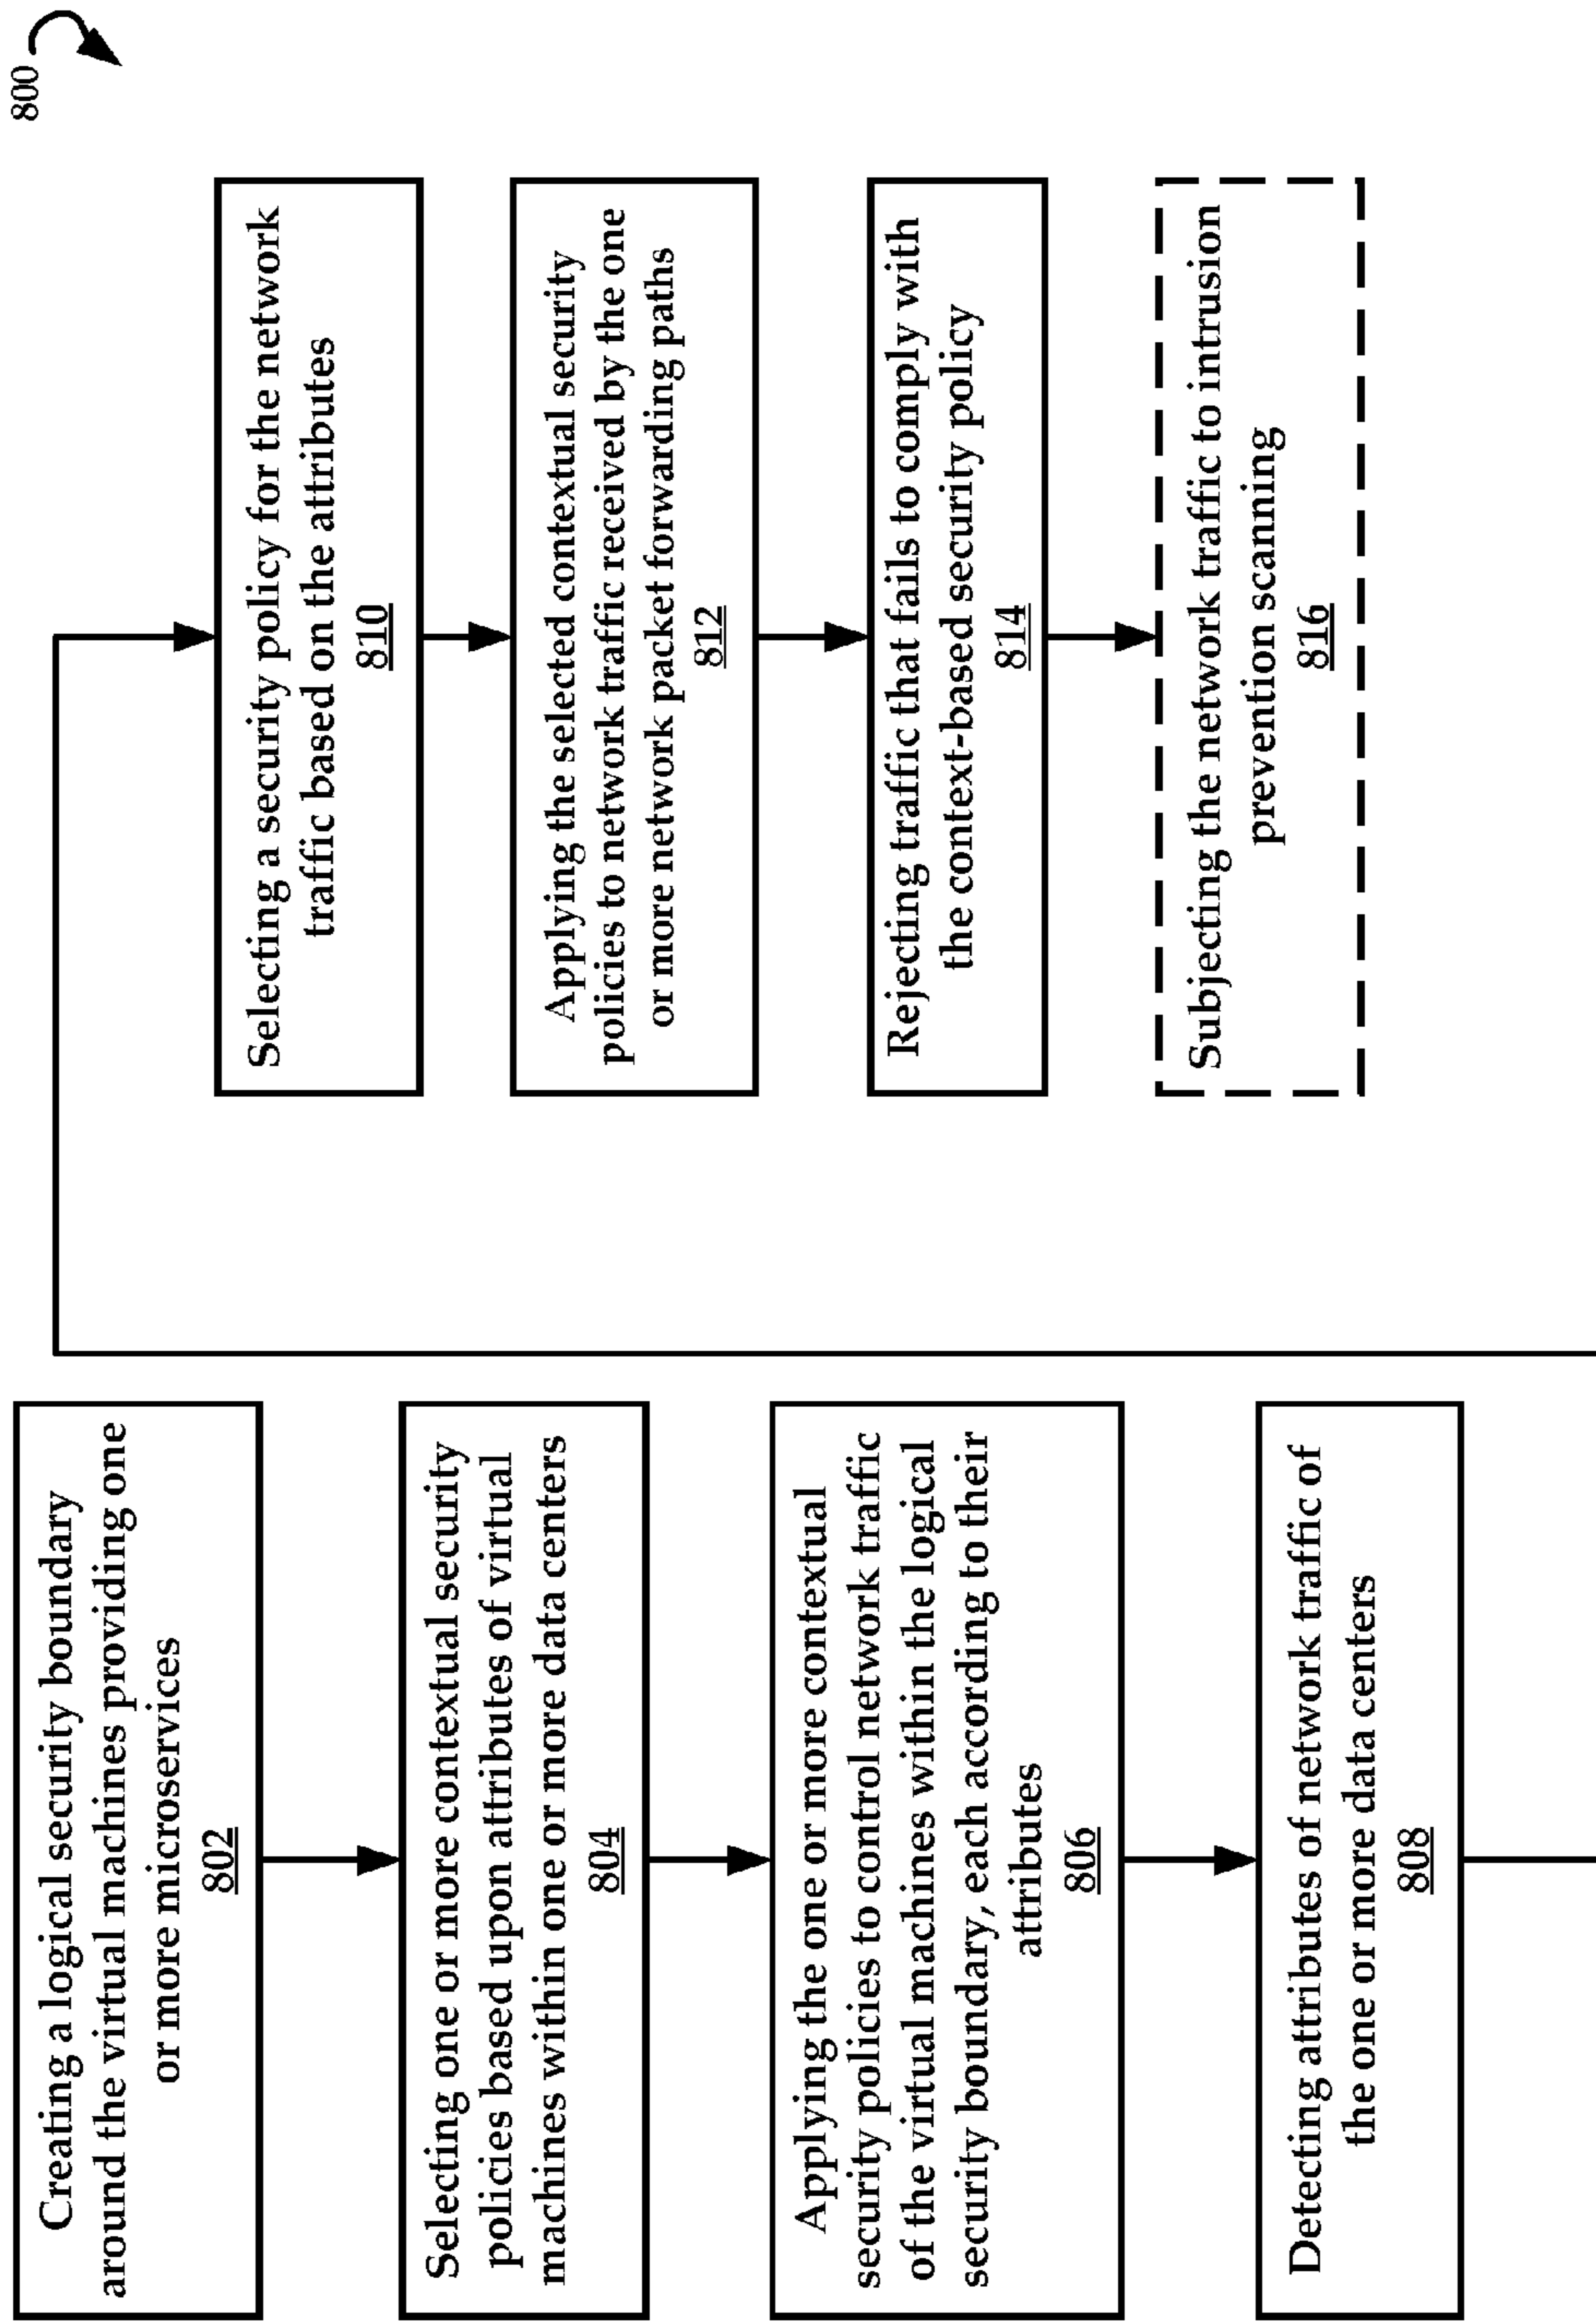 800
Creating a logical security boundary
around the virtual machines providing one
or more microservices
802
Selecting one or more contextual security
policies based upon attributes of virtual
machines within one or more data centers
804
Applying the one or more contextual
security policies to control network traffic
of the virtual machines within the logical
security boundary, each according to their
attributes
806
Detecting attributes of network traffic of
the one or more data centers
808
Selecting a security policy for the network
traffic based on the attributes
810
Applying the selected contextual security
policies to network traffic received by the one
or more network packet forwarding paths
812
Rejecting traffic that fails to comply with
the context-based security policy
814
Subjecting the network traffic to intrusion
prevention scanning
816